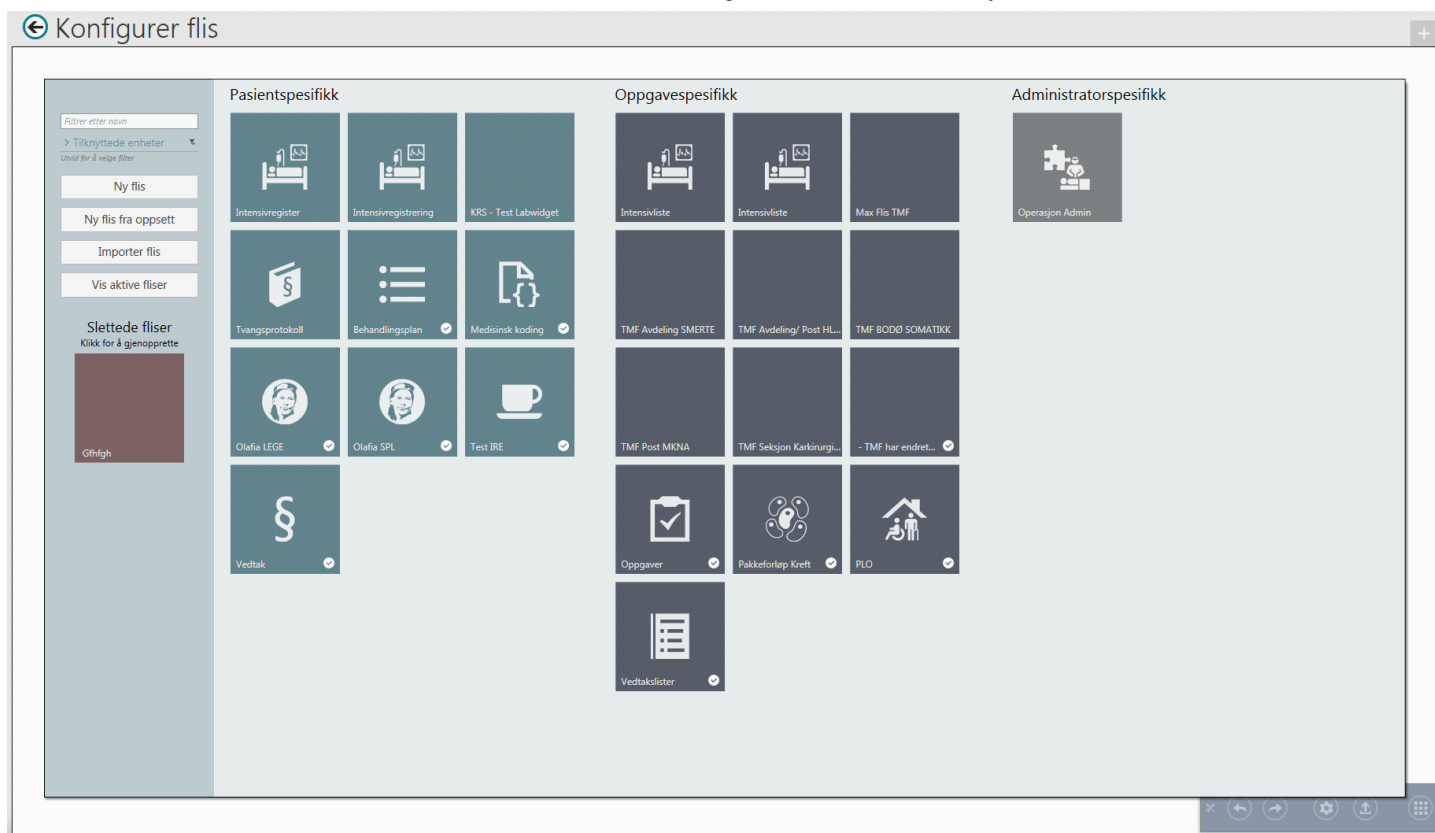 Konfigurer flis
Filtrer etter navn
Tilknyttede enheter
Utvid for å velge filter
Ny flis
Ny flis fra oppsett
Importer flis
Vis aktive fliser
Slettede fliser
Klikk for å gjenopprette
Gfhfgh
Pasientspesifikk
Intensivregister
Intensivregistrering
KRS - Test Labwidget
Tvangsprotokoll
Behandlingsplan
Medisinsk koding
Olafia LEGE
Olafia SPL
Test IRE
Vedtak
Oppgavespesifikk
Intensivliste
Intensivliste
Max Flis TMF
TMF Avdeling SMERTE
TMF Avdeling/ Post HL...
TMF BODØ SOMATIKK
TMF Post MKNA
TMF Seksjon Karkirurgi...
- TMF har endret...
Oppgaver
Pakkeforløp Kreft
PLO
Vedtakslister
Administratorspesifikk
Operasjon Admin